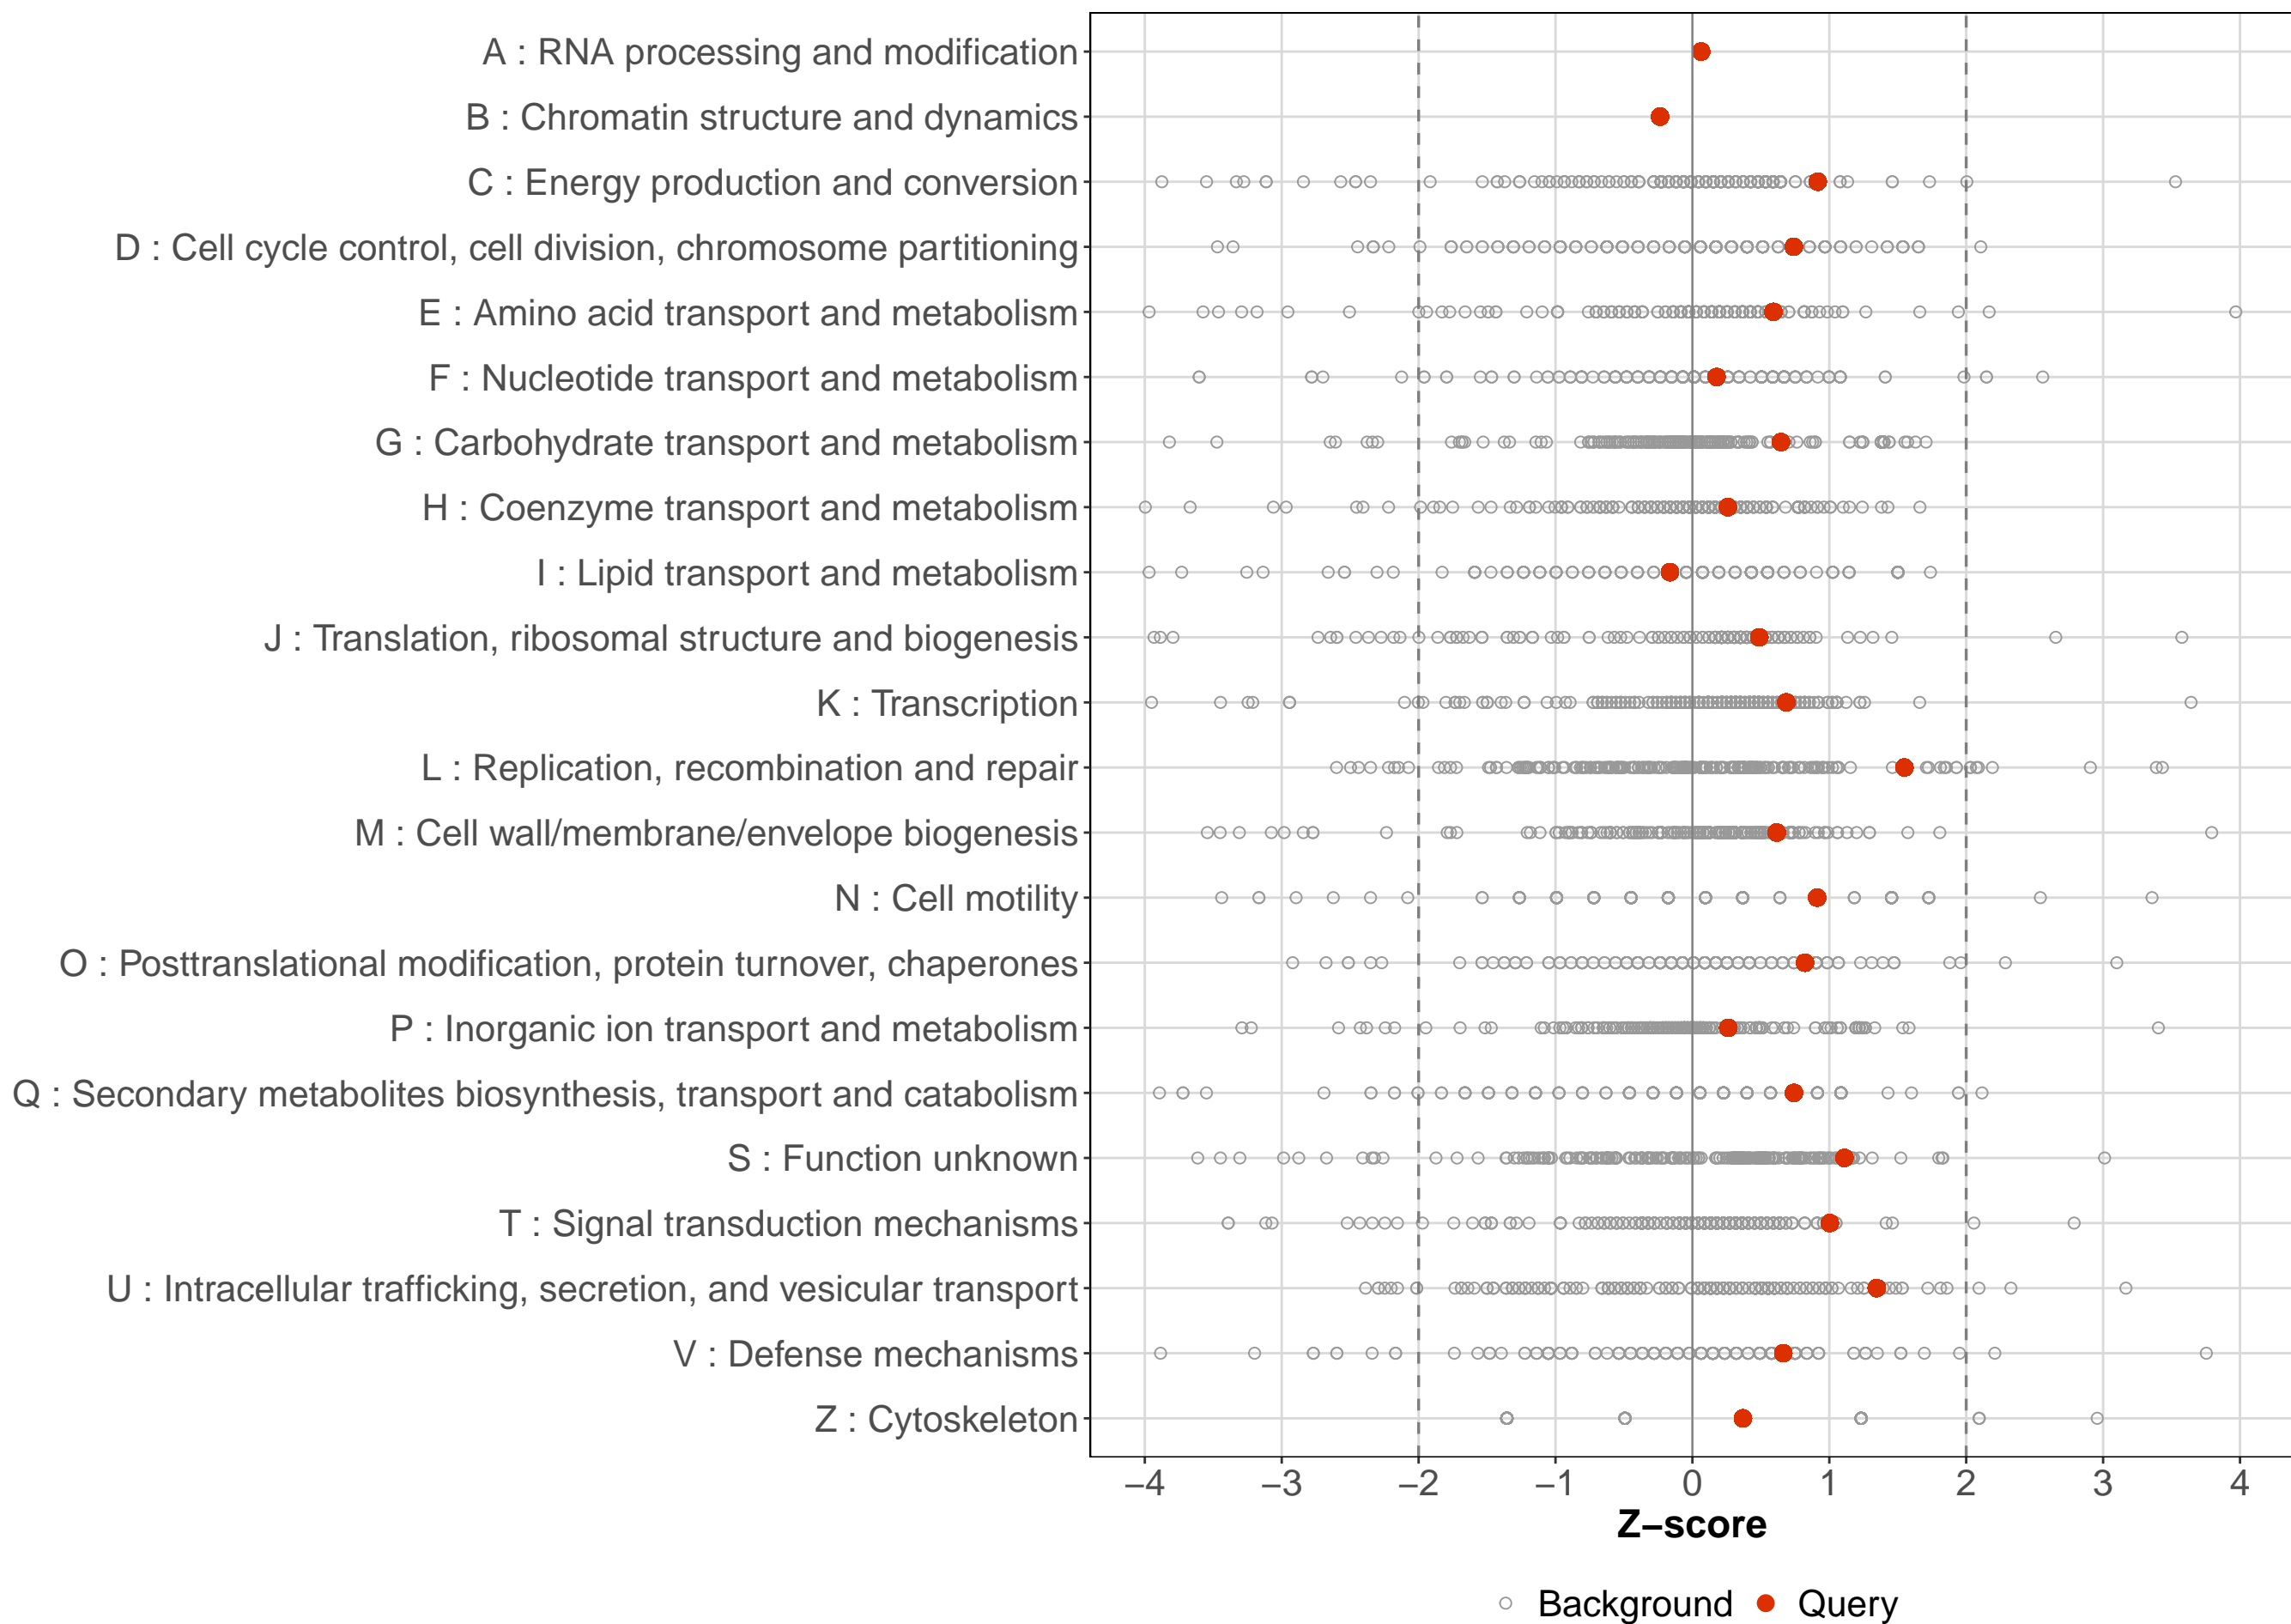 A : RNA processing and modification
B : Chromatin structure and dynamics
C : Energy production and conversion
D : Cell cycle control, cell division, chromosome partitioning
E : Amino acid transport and metabolism
F : Nucleotide transport and metabolism
G : Carbohydrate transport and metabolism
H : Coenzyme transport and metabolism
I : Lipid transport and metabolism
J : Translation, ribosomal structure and biogenesis
K : Transcription
L : Replication, recombination and repair
M : Cell wall/membrane/envelope biogenesis
N : Cell motility
O : Posttranslational modification, protein turnover, chaperones
P : Inorganic ion transport and metabolism
Q : Secondary metabolites biosynthesis, transport and catabolism
S : Function unknown
T : Signal transduction mechanisms
U : Intracellular trafficking, secretion, and vesicular transport
V : Defense mechanisms
Z : Cytoskeleton
−4 −3 −2 −1 0 1 2 3 4
Z−score
Background Query